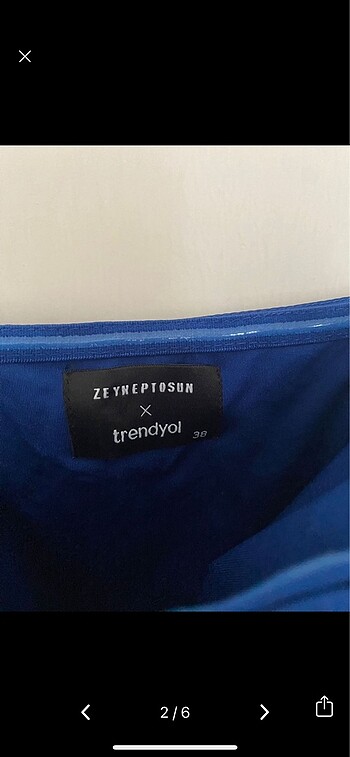 ZEYNEPTOSUN
X
trendyol 38
2/6